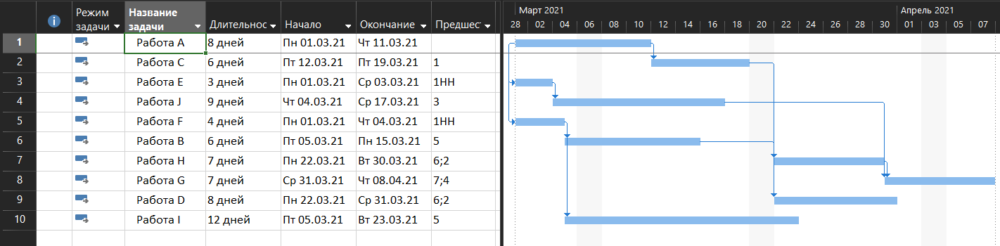 Март 2021 Апрель 2021
Режим задачи Название задачи Длительнос Начало Окончание Предшест
28 02 04 06 08 10 12 14 16 18 20 22 24 26 28 30 01 03 05 07
1 Работа A 8 дней Пн 01.03.21 Чт 11.03.21
2 Работа C 6 дней Пт 12.03.21 Пт 19.03.21 1
3 Работа E 3 дней Пн 01.03.21 Ср 03.03.21 1НН
4 Работа J 9 дней Чт 04.03.21 Ср 17.03.21 3
5 Работа F 4 дней Пн 01.03.21 Чт 04.03.21 1НН
6 Работа B 6 дней Пт 05.03.21 Пн 15.03.21 5
7 Работа H 7 дней Пн 22.03.21 Вт 30.03.21 6;2
8 Работа G 7 дней Ср 31.03.21 Чт 08.04.21 7;4
9 Работа D 8 дней Пн 22.03.21 Ср 31.03.21 6;2
10 Работа I 12 дней Пт 05.03.21 Вт 23.03.21 5